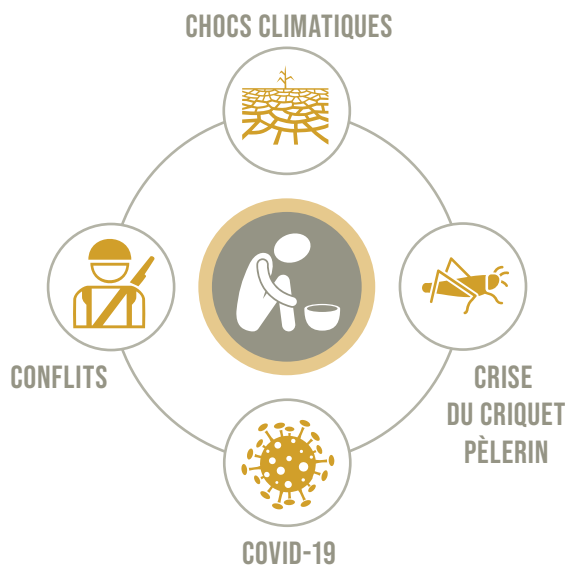 CHOCS CLIMATIQUES
CONFLITS
CRISE
DU CRIQUET
PÈLERIN
COVID-19